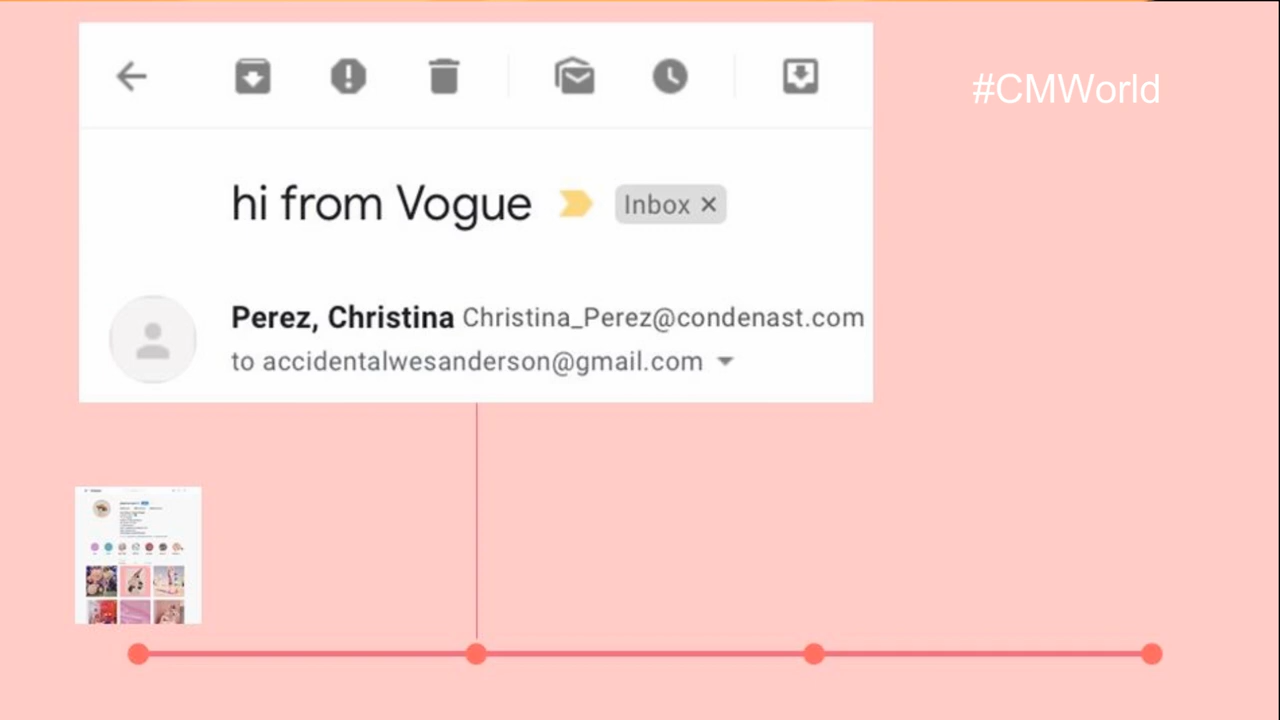 #CMWorld
hi from Vogue
Inbox ×
Perez, Christina Christina_Perez@condenast.com
to accidentalwesanderson@gmail.com